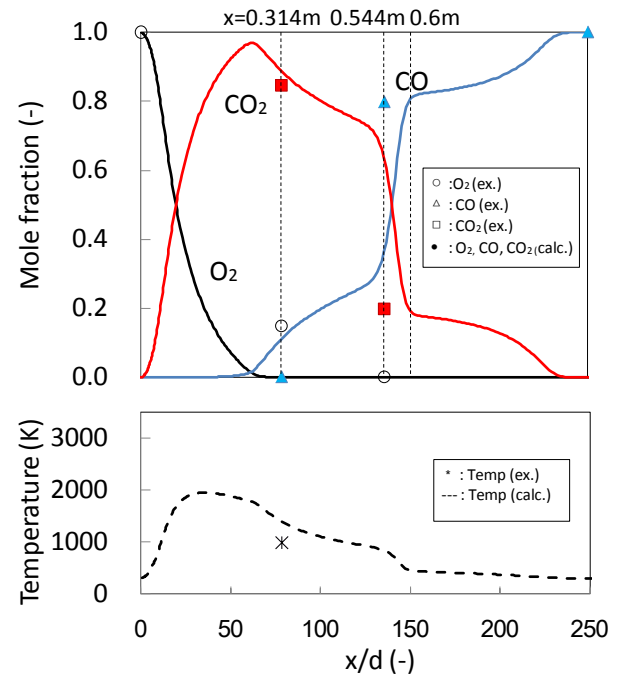 x=0.314m 0.544m 0.6m
1.0
0.8
0.6
0.4
0.2
0.0
Mole fraction (-)
CO₂
CO
O₂
○ :O₂ (ex.)
△ : CO (ex.)
■ : CO₂ (ex.)
● : O₂, CO, CO₂ (calc.)
3000
2000
1000
0
Temperature (K)
* : Temp (ex.)
--- : Temp (calc.)
0 50 100 150 200 250
x/d (-)